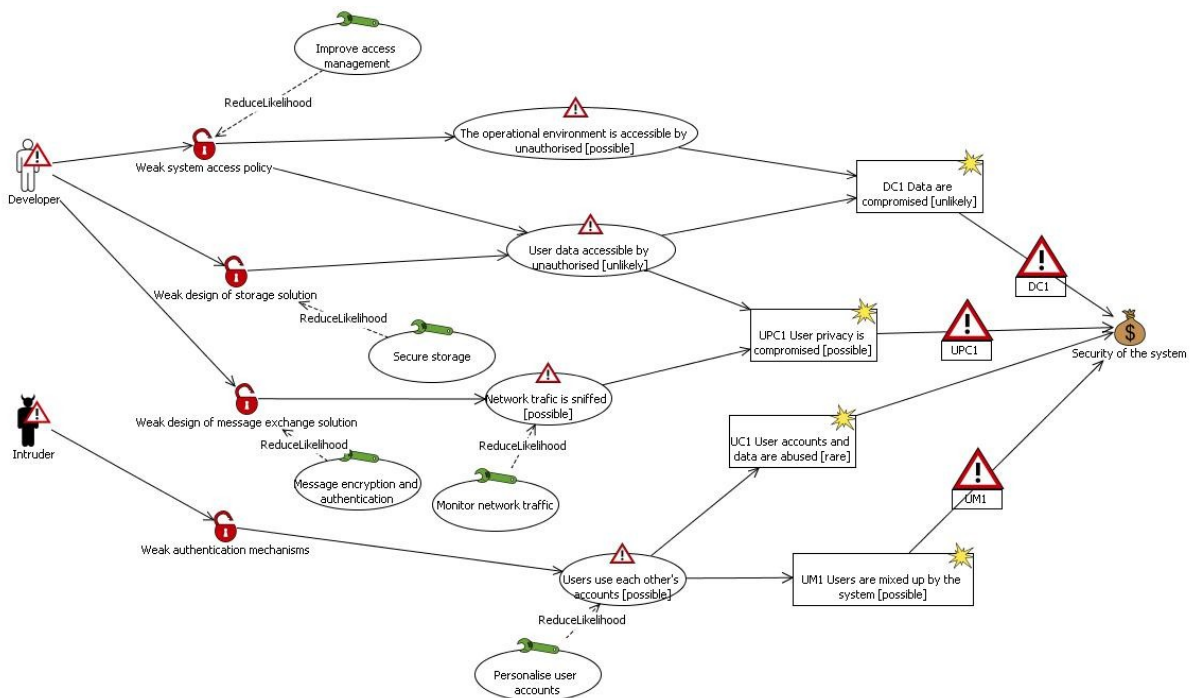 Improve access
management
ReduceLikelihood
The operational environment is accessible by
unauthorised [possible]
Developer
Weak system access policy
DC1 Data are
compromised [unlikely]
User data accessible by
unauthorised [unlikely]
Weak design of storage solution
DC1
ReduceLikelihood
Secure storage
UPC1 User privacy is
compromised [possible]
UPC1
Security of the system
Network trafic is sniffed
[possible]
Weak design of message exchange solution
Intruder
ReduceLikelihood
Message encryption and
authentication
ReduceLikelihood
Monitor network traffic
UC1 User accounts and
data are abused [rare]
UM1
Weak authentication mechanisms
Users use each other's
accounts [possible]
UM1 Users are mixed up by the
system [possible]
ReduceLikelihood
Personalise user
accounts